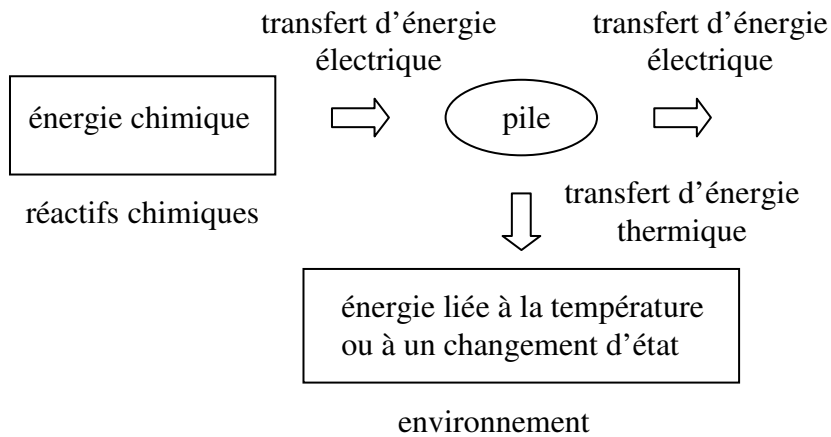 transfert d’énergie
électrique
transfert d’énergie
électrique
énergie chimique
pile
réactifs chimiques
transfert d’énergie
thermique
énergie liée à la température
ou à un changement d’état
environnement